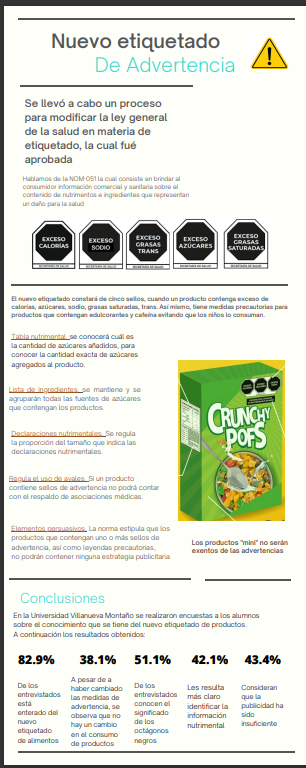 Nuevo etiquetado
De Advertencia
Se llevó a cabo un proceso
para modificar la ley general
de la salud en materia de
etiquetado, la cual fué
aprobada
Hablamos de la NOM-051 la cual consiste en brindar al
consumidor información comercial y sanitaria sobre el
contenido de nutrimentos e ingredientes que representan
un daño para la salud
EXCESO
CALORÍAS
SECRETARÍA DE SALUD
EXCESO
SODIO
SECRETARÍA DE SALUD
EXCESO
GRASAS
TRANS
SECRETARÍA DE SALUD
EXCESO
AZÚCARES
SECRETARÍA DE SALUD
EXCESO
GRASAS
SATURADAS
SECRETARÍA DE SALUD
El nuevo etiquetado constará de cinco sellos, cuando un producto contenga exceso de
calorías, azúcares, sodio, grasas saturadas, trans. Así mismo, tiene medidas precautorias para
productos que contengan edulcorantes y cafeína evitando que los niños lo consuman.
Tabla nutrimental. se conocerá cuál es
la cantidad de azúcares añadidos, para
conocer la cantidad exacta de azúcares
agregados al producto.
Lista de ingredientes. se mantiene y se
agruparán todas las fuentes de azúcares
que contengan los productos.
Declaraciones nutrimentales. Se regula
la proporción del tamaño que indica las
declaraciones nutrimentales.
Regula el uso de avales. Si un producto
contiene sellos de advertencia no podrá contar
con el respaldo de asociaciones médicas.
Elementos persuasivos. La norma estipula que los
productos que contengan uno o más sellos de
advertencia, así como leyendas precautorias,
no podrán contener ninguna estrategia publicitaria
CRUNCHY
POFS
Los productos "mini" no serán
exentos de las advertencias
Conclusiones
En la Universidad Villanueva Montaño se realizaron encuestas a los alumnos
sobre el conocimiento que se tiene del nuevo etiquetado de productos.
A continuación los resultados obtenidos:
82.9%
De los
entrevistados
está
enterado del
nuevo
etiquetado
de alimentos
38.1%
A pesar de a
haber cambiado
las medidas de
advertencia, se
observa que no
hay un cambio
en el consumo
de productos
51.1%
De los
entrevistados
conocen el
significado
de los
octágonos
negros
42.1%
Les resulta
más claro
identificar la
información
nutrimental
43.4%
Consideran
que la
publicidad ha
sido
insuficiente